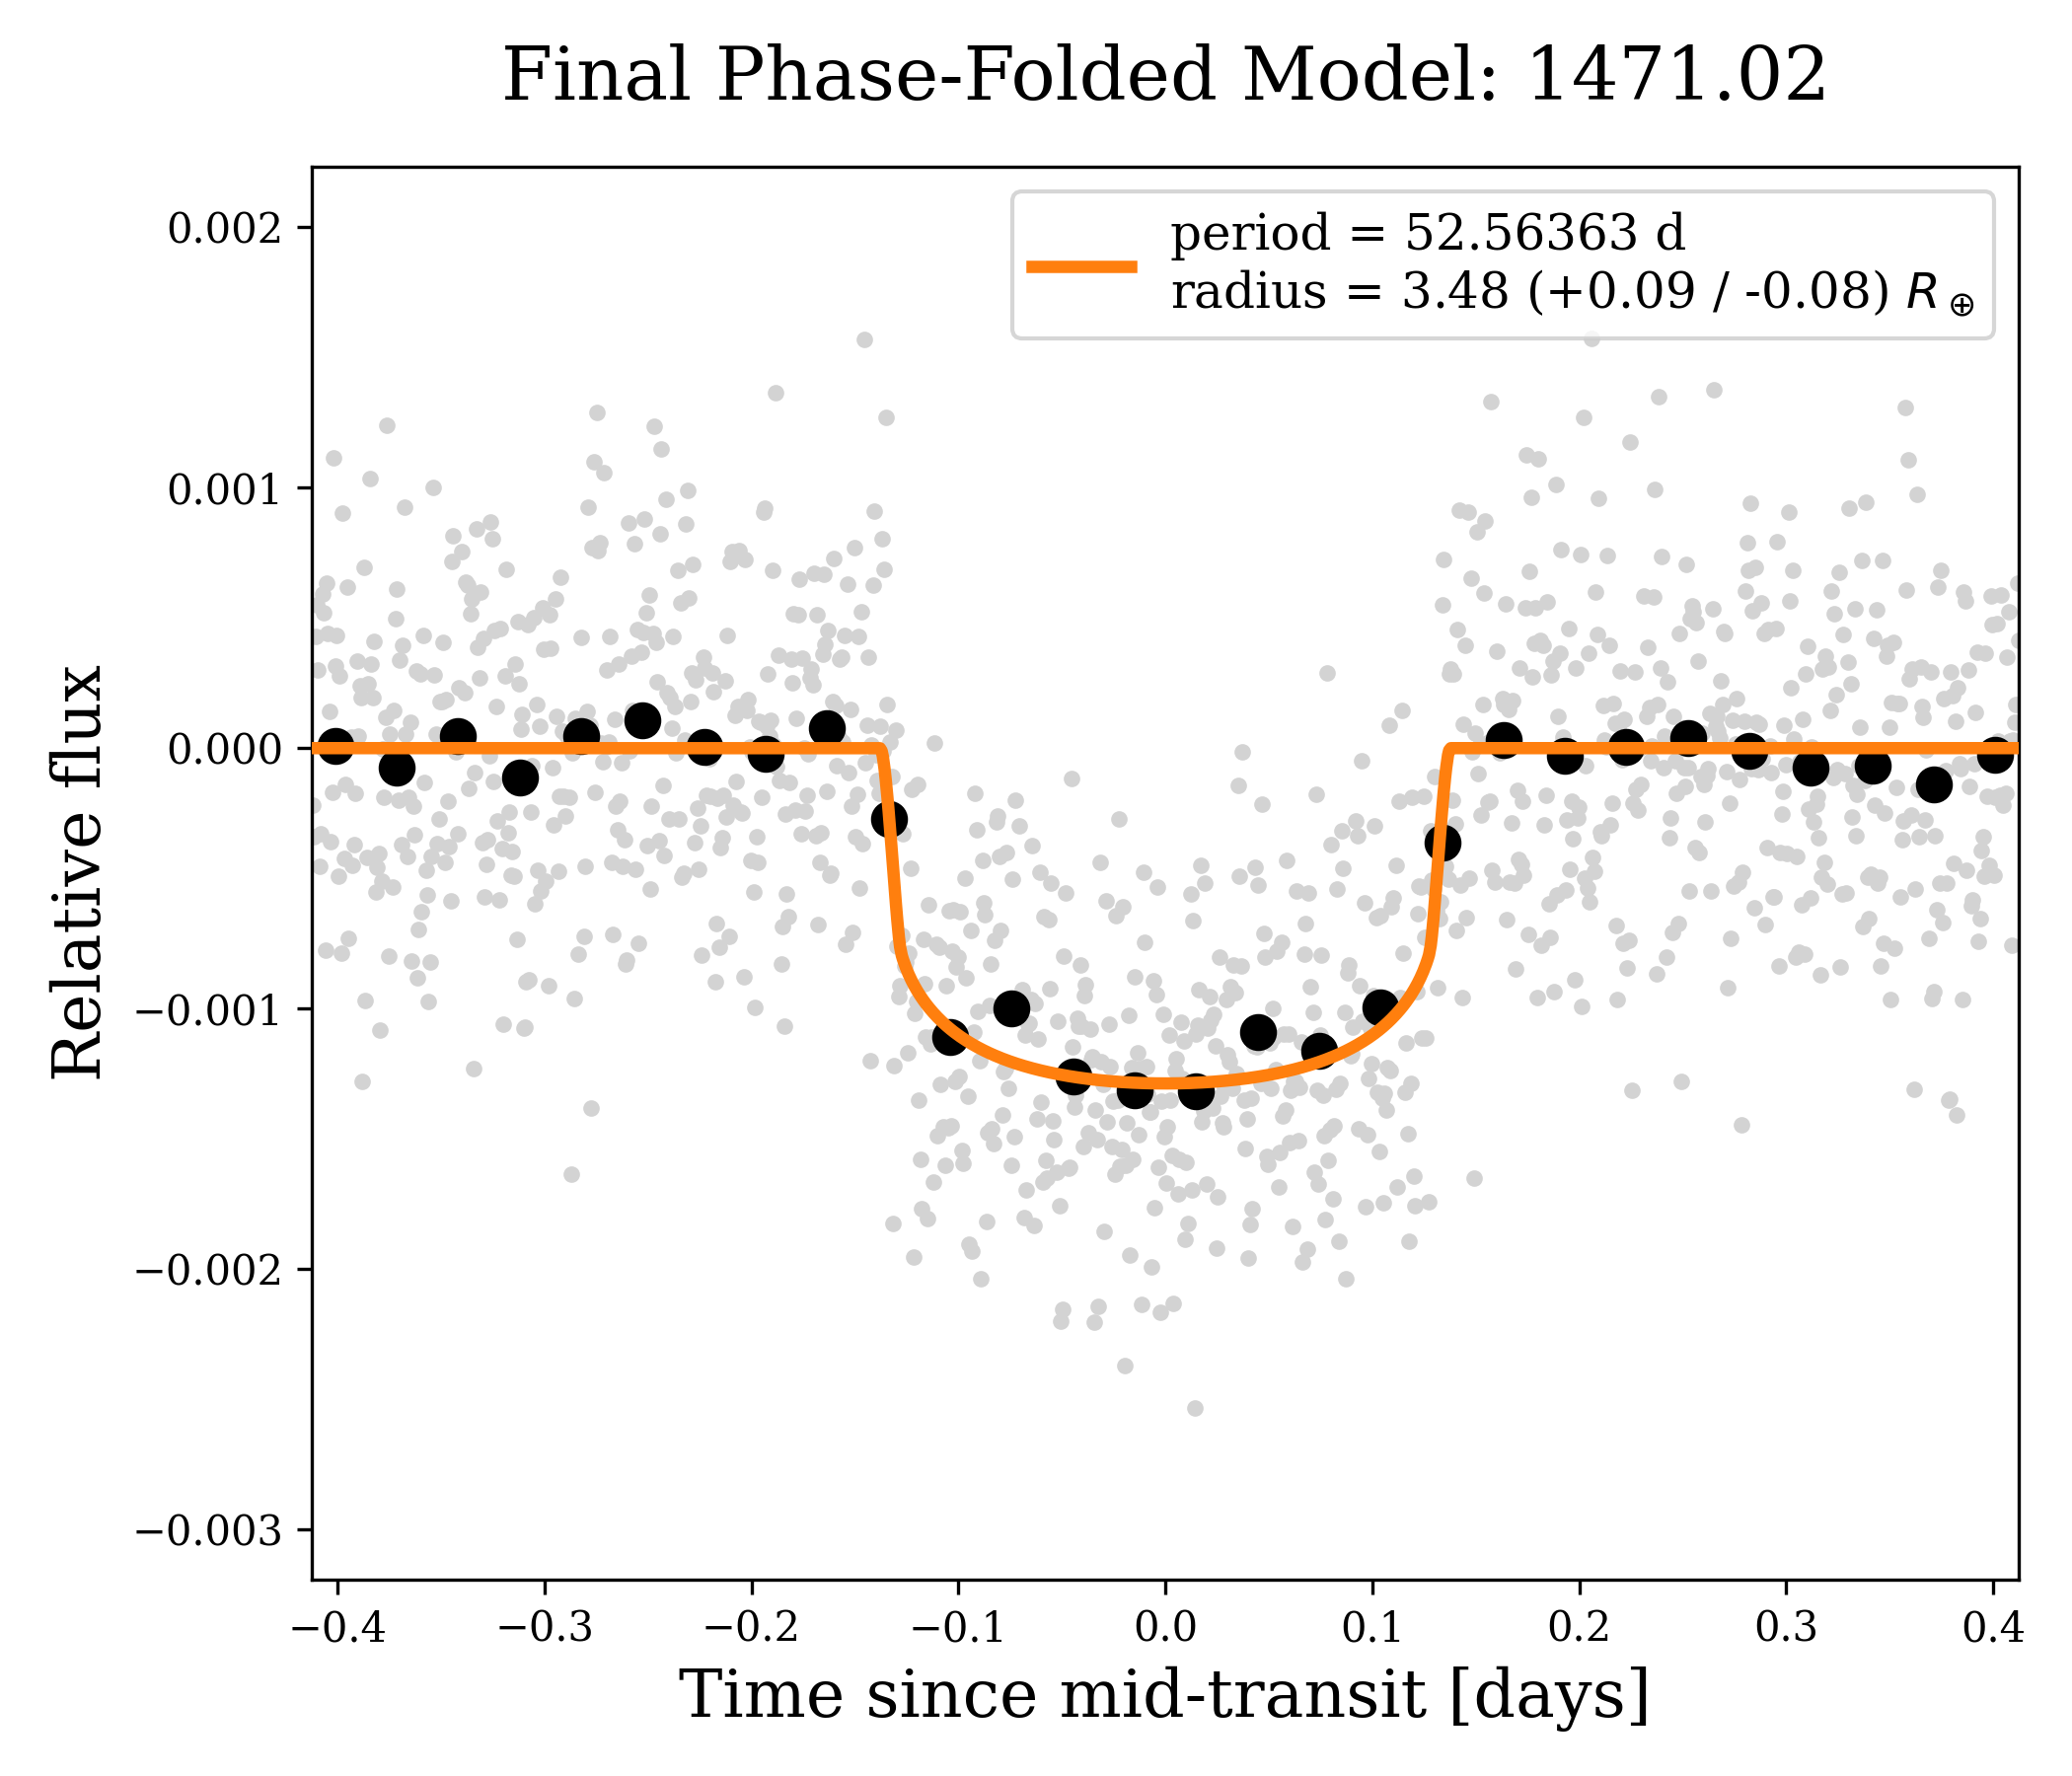 Final Phase-Folded Model: 1471.02
period = 52.56363 d
radius = 3.48 (+0.09 / -0.08) R⊕
0.002
0.001
0.000
−0.001
−0.002
−0.003
Relative flux
−0.4 −0.3 −0.2 −0.1 0.0 0.1 0.2 0.3 0.4
Time since mid-transit [days]